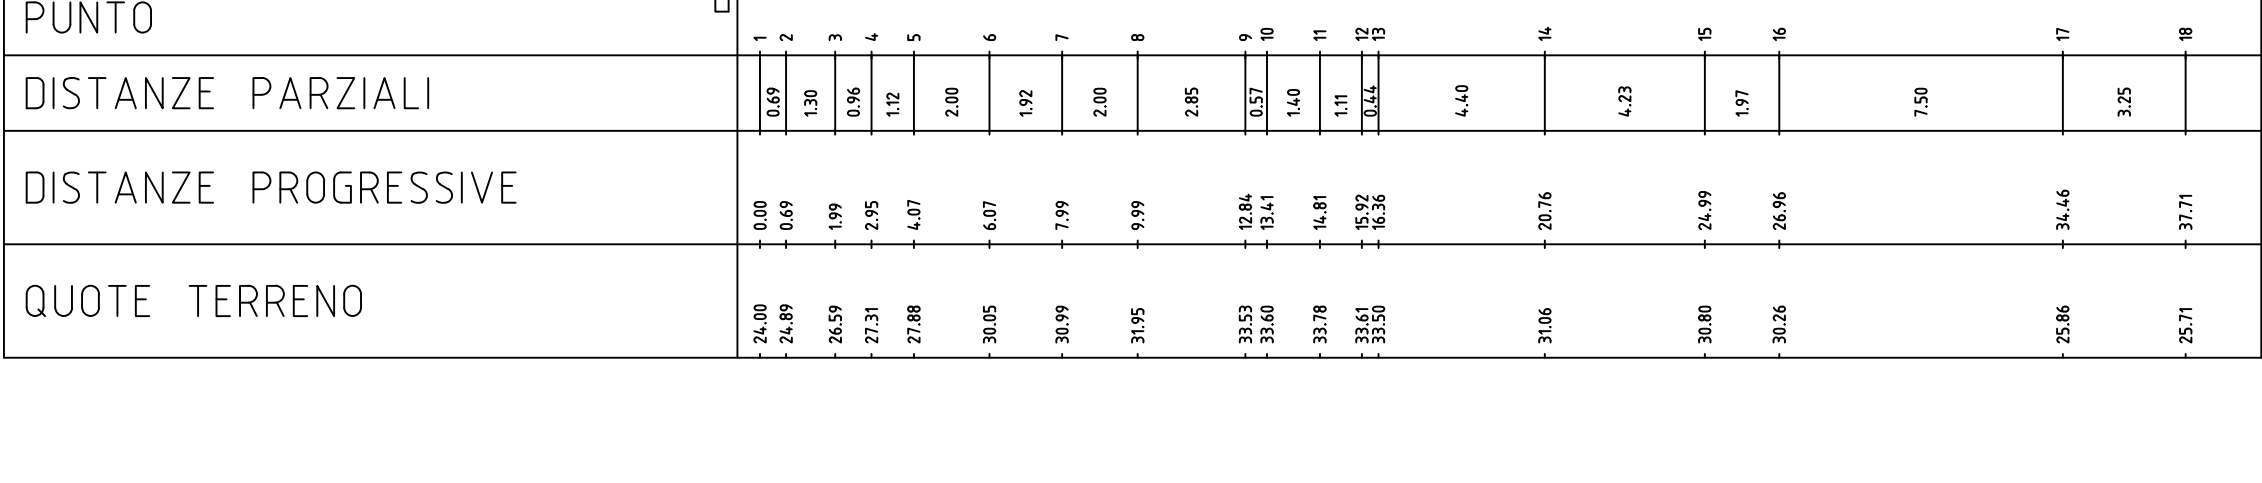 PUNTO 1 2 3 4 5 6 7 8 9 10 11 12 13 14 15 16 17 18
DISTANZE PARZIALI 0.69 1.30 0.96 1.12 2.00 1.92 2.00 2.85 0.57 1.40 1.11 0.44 4.40 4.23 1.97 7.50 3.25
DISTANZE PROGRESSIVE 0.00 0.69 1.99 2.95 4.07 6.07 7.99 9.99 12.84 13.41 14.81 15.92 16.36 20.76 24.99 26.96 34.46 37.71
QUOTE TERRENO 24.00 24.89 26.59 27.31 27.88 30.05 30.99 31.95 33.53 33.60 33.78 33.61 33.50 31.06 30.80 30.26 25.86 25.71